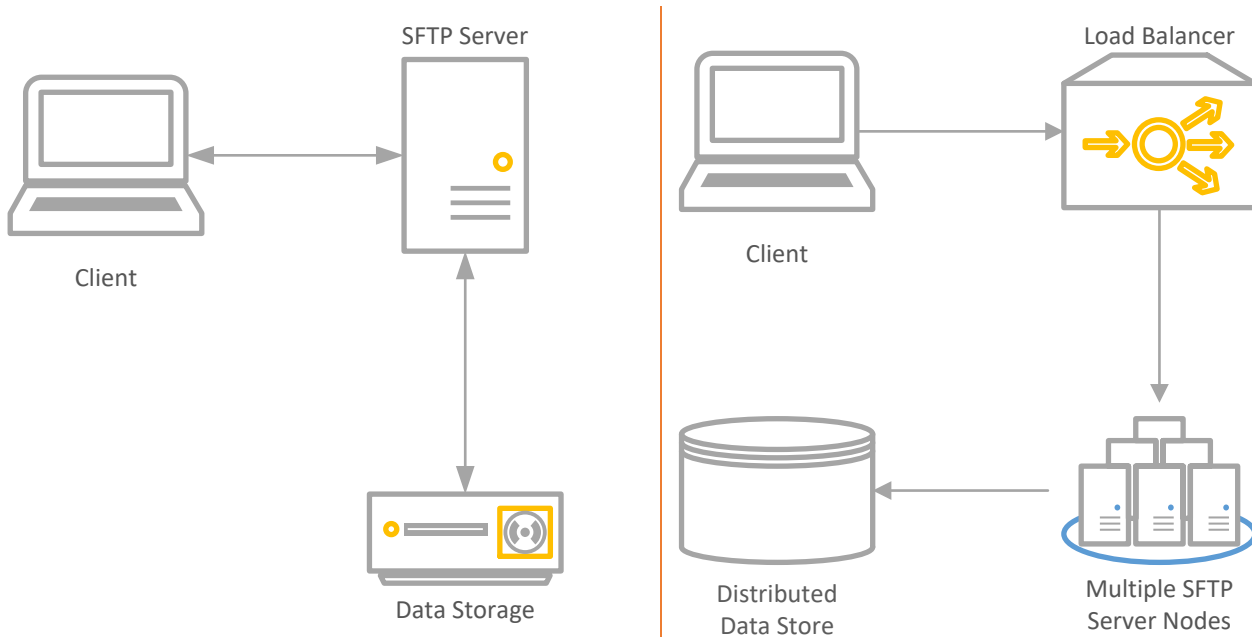 SFTP Server
Client
Data Storage
Load Balancer
Client
Distributed
Data Store
Multiple SFTP
Server Nodes